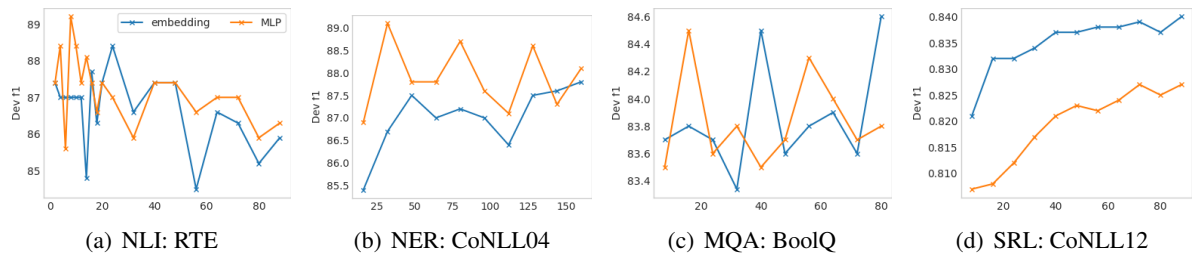 embedding MLP
Dev f1
89
88
87
86
85
0 20 40 60 80
(a) NLI: RTE
Dev f1
89.0
88.5
88.0
87.5
87.0
86.5
86.0
85.5
25 50 75 100 125 150
(b) NER: CoNLL04
Dev f1
84.6
84.4
84.2
84.0
83.8
83.6
83.4
20 40 60 80
(c) MQA: BoolQ
Dev f1
0.840
0.835
0.830
0.825
0.820
0.815
0.810
20 40 60 80
(d) SRL: CoNLL12